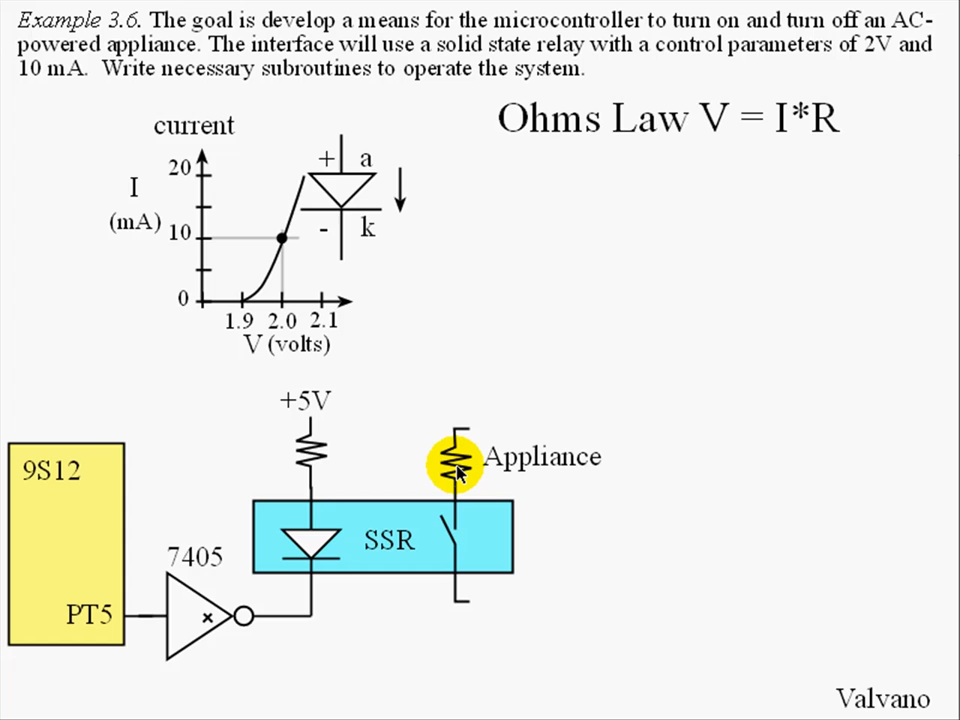 Example 3.6. The goal is develop a means for the microcontroller to turn on and turn off an AC-
powered appliance. The interface will use a solid state relay with a control parameters of 2V and
10 mA. Write necessary subroutines to operate the system.
Ohms Law V = I*R
current
I
(mA)
20
10
0
1.9 2.0 2.1
V (volts)
+ a
- k
+5V
Appliance
9S12
SSR
7405
PT5
x
Valvano